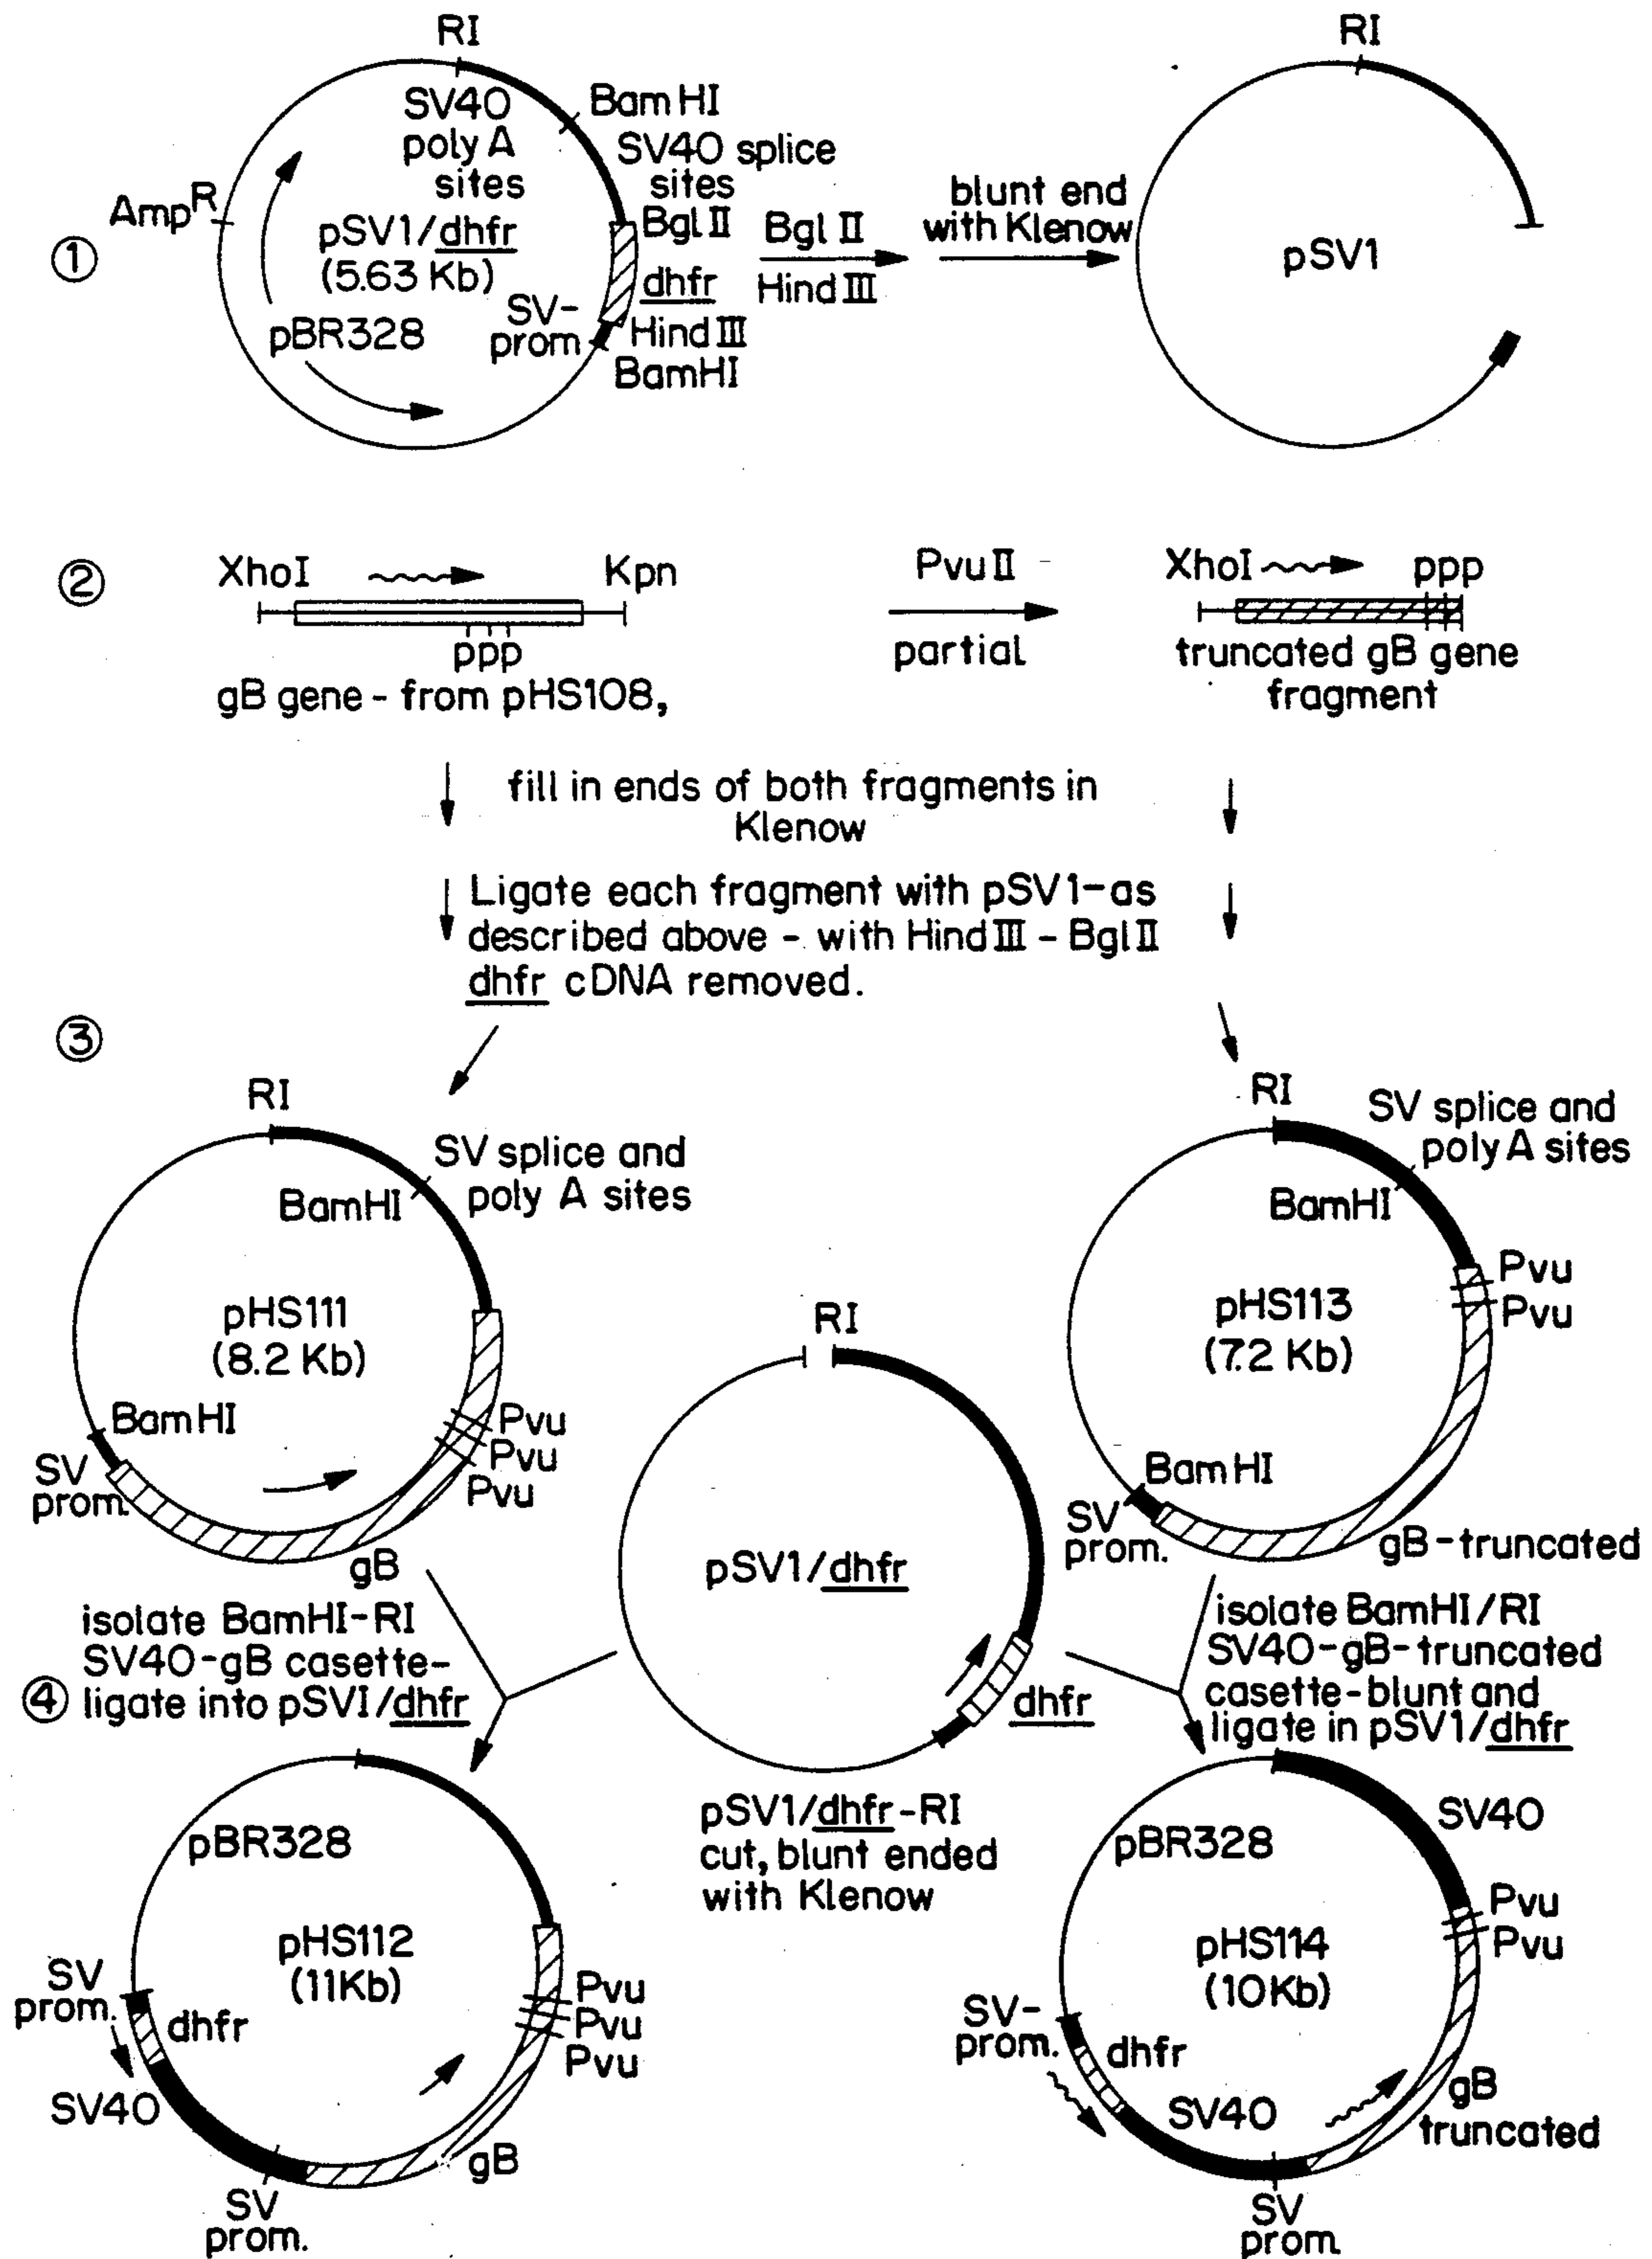 ①
RI
SV40
poly A
sites
BamHI
SV40 splice
sites
Amp^R
pSV1/dhfr
(5.63 Kb)
Bgl II
dhfr
pBR328
SV-
prom
Hind III
BamHI
Bgl II
Hind III
blunt end
with Klenow
RI
pSV1
②
XhoI
Kpn
ppp
gB gene - from pHS108,
Pvu II
partial
XhoI
ppp
truncated gB gene
fragment
fill in ends of both fragments in
Klenow
Ligate each fragment with pSV1-as
described above - with Hind III - Bgl II
dhfr cDNA removed.
③
RI
SV splice and
poly A sites
BamHI
pHS111
(8.2 Kb)
BamHI
SV
prom.
Pvu
Pvu
Pvu
gB
RI
pSV1/dhfr
dhfr
pSV1/dhfr-RI
cut, blunt ended
with Klenow
RI
SV splice and
poly A sites
BamHI
Pvu
Pvu
pHS113
(7.2 Kb)
BamHI
SV
prom.
gB-truncated
④
isolate BamHI-RI
SV40-gB casette-
ligate into pSVI/dhfr
isolate BamHI/RI
SV40-gB-truncated
casette-blunt and
ligate in pSV1/dhfr
pBR328
pHS112
(11Kb)
SV
prom.
dhfr
SV40
Pvu
Pvu
Pvu
gB
SV
prom.
pBR328
SV40
Pvu
Pvu
pHS114
(10Kb)
SV-
prom.
dhfr
SV40
gB
truncated
SV
prom